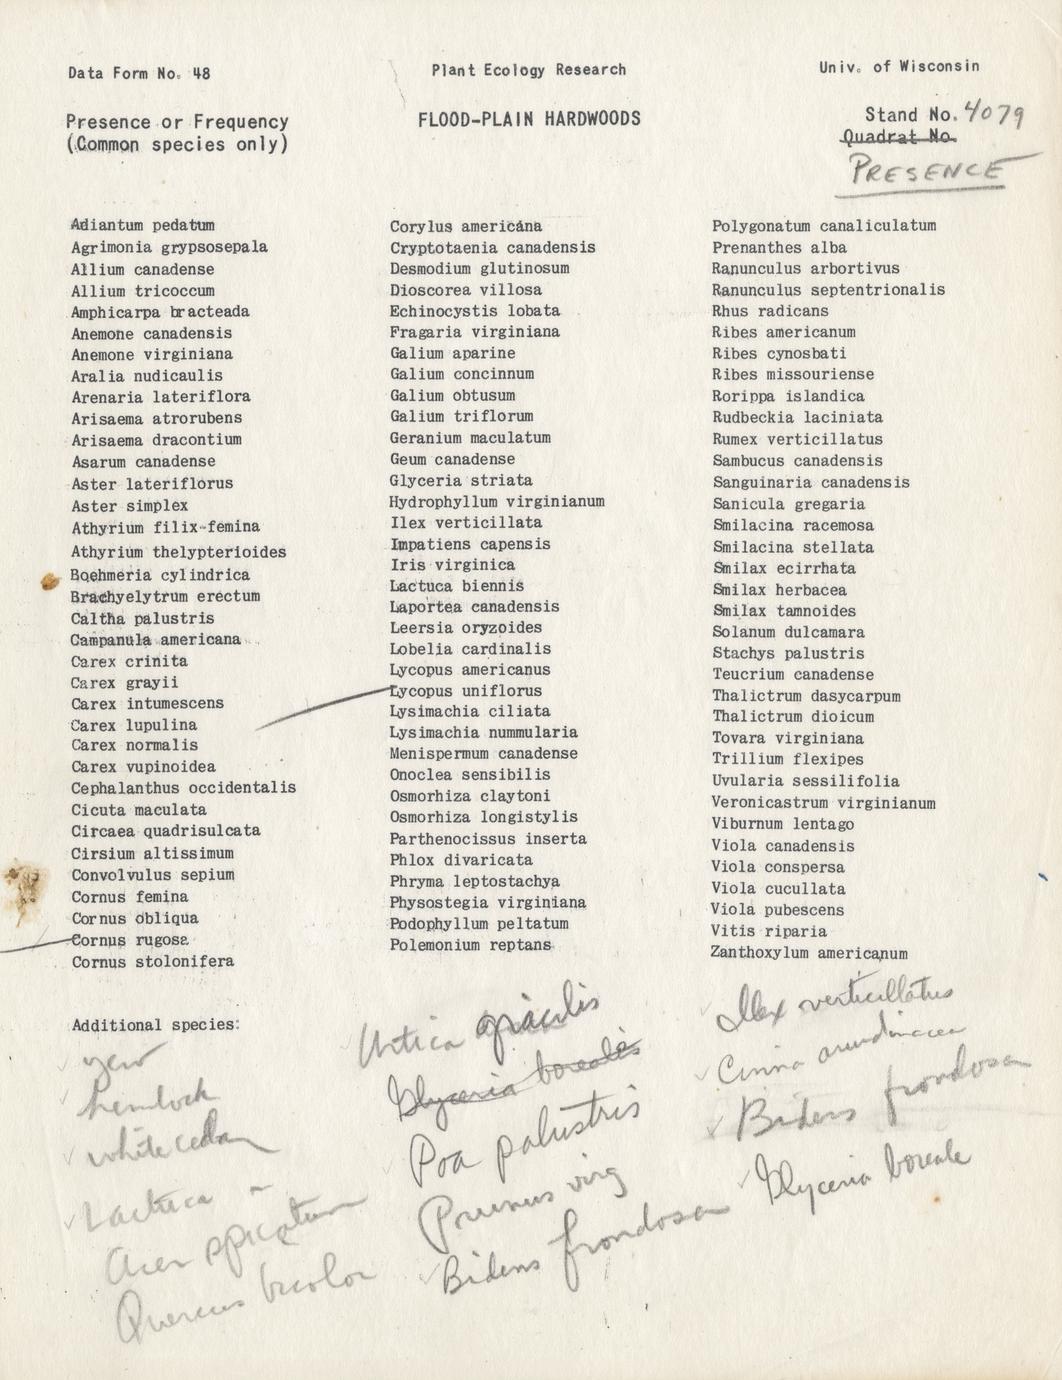 Data Form No. 48
Plant Ecology Research
Univ. of Wisconsin
Presence or Frequency
(Common species only)
FLOOD-PLAIN HARDWOODS
Stand No. 4079
Quadrat No.
PRESENCE
Adiantum pedatum
Agrimonia grypsosepala
Allium canadense
Allium tricoccum
Amphicarpa bracteada
Anemone canadensis
Anemone virginiana
Aralia nudicaulis
Arenaria lateriflora
Arisaema atrorubens
Arisaema dracontium
Asarum canadense
Aster lateriflorus
Aster simplex
Athyrium filix-femina
Athyrium thelypterioides
Boehmeria cylindrica
Brachyelytrum erectum
Caltha palustris
Campanula americana
Carex crinita
Carex grayii
Carex intumescens
Carex lupulina
Carex normalis
Carex vupinoidea
Cephalanthus occidentalis
Cicuta maculata
Circaea quadrisulcata
Cirsium altissimum
Convolvulus sepium
Cornus femina
Cornus obliqua
Cornus rugosa
Cornus stolonifera
Corylus americana
Cryptotaenia canadensis
Desmodium glutinosum
Dioscorea villosa
Echinocystis lobata
Fragaria virginiana
Galium aparine
Galium concinnum
Galium obtusum
Galium triflorum
Geranium maculatum
Geum canadense
Glyceria striata
Hydrophyllum virginianum
Ilex verticillata
Impatiens capensis
Iris virginica
Lactuca biennis
Laportea canadensis
Leersia oryzoides
Lobelia cardinalis
Lycopus americanus
Lycopus uniflorus
Lysimachia ciliata
Lysimachia nummularia
Menispermum canadense
Onoclea sensibilis
Osmorhiza claytoni
Osmorhiza longistylis
Parthenocissus inserta
Phlox divaricata
Phryma leptostachya
Physostegia virginiana
Podophyllum peltatum
Polemonium reptans
Polygonatum canaliculatum
Prenanthes alba
Ranunculus arbortivus
Ranunculus septentrionalis
Rhus radicans
Ribes americanum
Ribes cynosbati
Ribes missouriense
Rorippa islandica
Rudbeckia laciniata
Rumex verticillatus
Sambucus canadensis
Sanguinaria canadensis
Sanicula gregaria
Smilacina racemosa
Smilacina stellata
Smilax ecirrhata
Smilax herbacea
Smilax tamnoides
Solanum dulcamara
Stachys palustris
Teucrium canadense
Thalictrum dasycarpum
Thalictrum dioicum
Tovara virginiana
Trillium flexipes
Uvularia sessilifolia
Veronicastrum virginianum
Viburnum lentago
Viola canadensis
Viola conspersa
Viola cucullata
Viola pubescens
Vitis riparia
Zanthoxylum americanum
Additional species:
yew
hemlock
white cedar
Lactuca
Acer spicatum
Quercus bicolor
Urtica gracilis
Glyceria borealis
Poa palustris
Prunus virg
Bidens frondosa
Ilex verticillatus
Cinna arundinacea
Bidens frondosa
Glyceria boreale